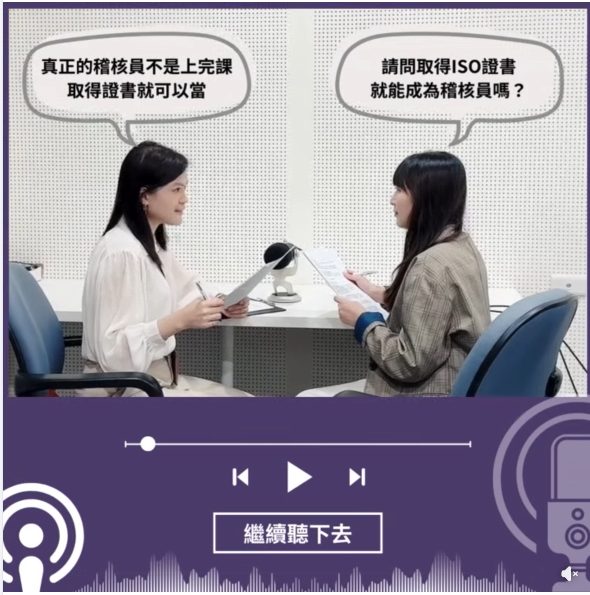 真正的稽核員不是上完課
取得證書就可以當
請問取得ISO證書
就能成為稽核員嗎？
繼續聽下去